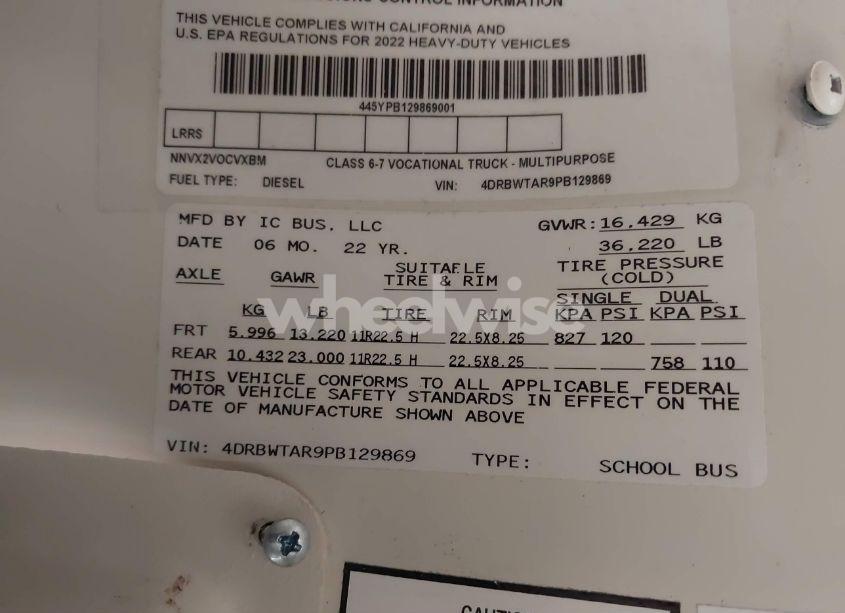 CONTROL INFORMATION
THIS VEHICLE COMPLIES WITH CALIFORNIA AND
U.S. EPA REGULATIONS FOR 2022 HEAVY-DUTY VEHICLES
445YPB129869001
LRRS
NNVX2VOCVXBM CLASS 6-7 VOCATIONAL TRUCK - MULTIPURPOSE
FUEL TYPE: DIESEL VIN: 4DRBWTAR9PB129869
MFD BY IC BUS, LLC GVWR: 16.429 KG
DATE 06 MO. 22 YR. 36.220 LB
AXLE GAWR SUITAELE TIRE & RIM TIRE PRESSURE (COLD)
SINGLE DUAL
KG LB TIRE RIM KPA PSI KPA PSI
FRT 5.996 13.220 11R22.5 H 22.5X8.25 827 120
REAR 10.432 23.000 11R22.5 H 22.5X8.25 758 110
THIS VEHICLE CONFORMS TO ALL APPLICABLE FEDERAL
MOTOR VEHICLE SAFETY STANDARDS IN EFFECT ON THE
DATE OF MANUFACTURE SHOWN ABOVE
VIN: 4DRBWTAR9PB129869 TYPE: SCHOOL BUS
wheelwise
CAUTION